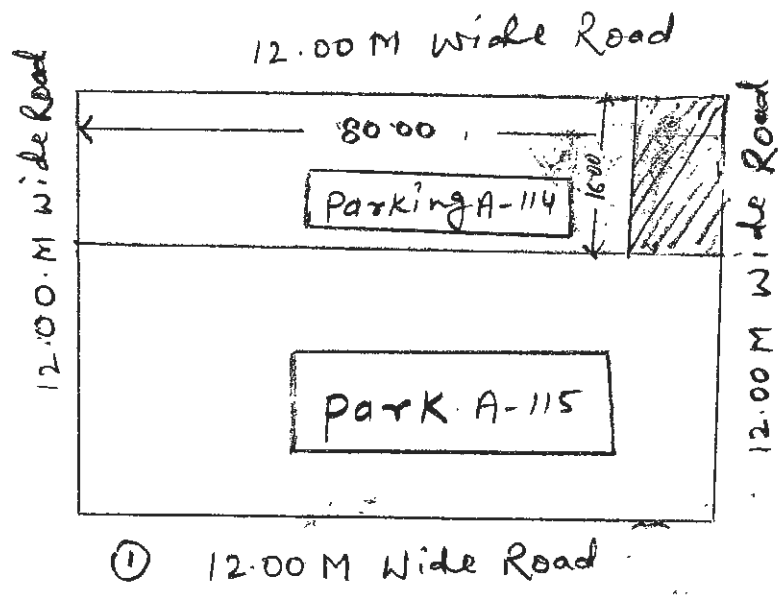 12.00 M Wide Road
12.00.M Wide Road
80.00
16.00
12.00 M Wide Road
Parking A-114
Park. A-115
① 12.00 M Wide Road